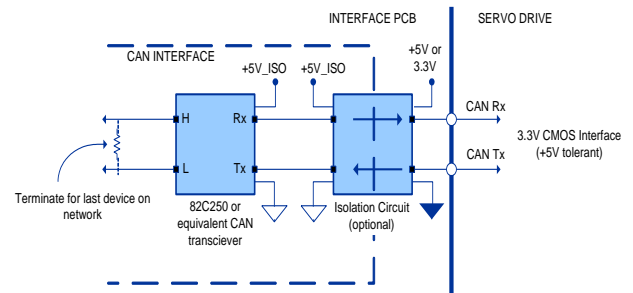 INTERFACE PCB
SERVO DRIVE
CAN INTERFACE
+5V_ISO
+5V_ISO
+5V or
3.3V
H
Rx
CAN Rx
3.3V CMOS Interface
(+5V tolerant)
L
Tx
CAN Tx
Terminate for last device on
network
82C250 or
equivalent CAN
transciever
Isolation Circuit
(optional)